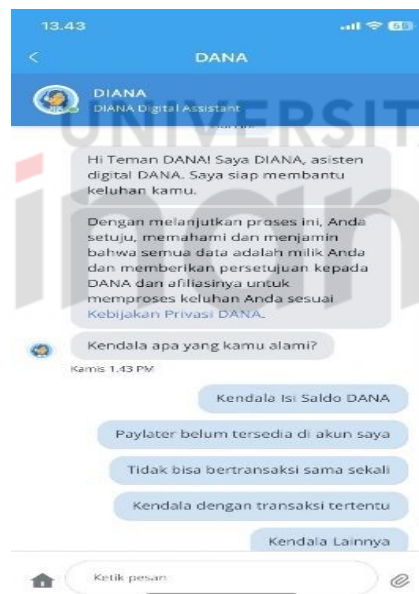 13.43
58
DANA
DIANA
DIANA Digital Assistant
UNIVERSIT
Hi Teman DANA! Saya DIANA, asisten
digital DANA. Saya siap membantu
keluhan kamu.
Dengan melanjutkan proses ini, Anda
setuju, memahami dan menjamin
bahwa semua data adalah milik Anda
dan memberikan persetujuan kepada
DANA dan afiliasinya untuk
memproses keluhan Anda sesuai
Kebijakan Privasi DANA.
Kendala apa yang kamu alami?
Kamis 1.43 PM
Kendala Isi Saldo DANA
Paylater belum tersedia di akun saya
Tidak bisa bertransaksi sama sekali
Kendala dengan transaksi tertentu
Kendala Lainnya
Ketik pesan